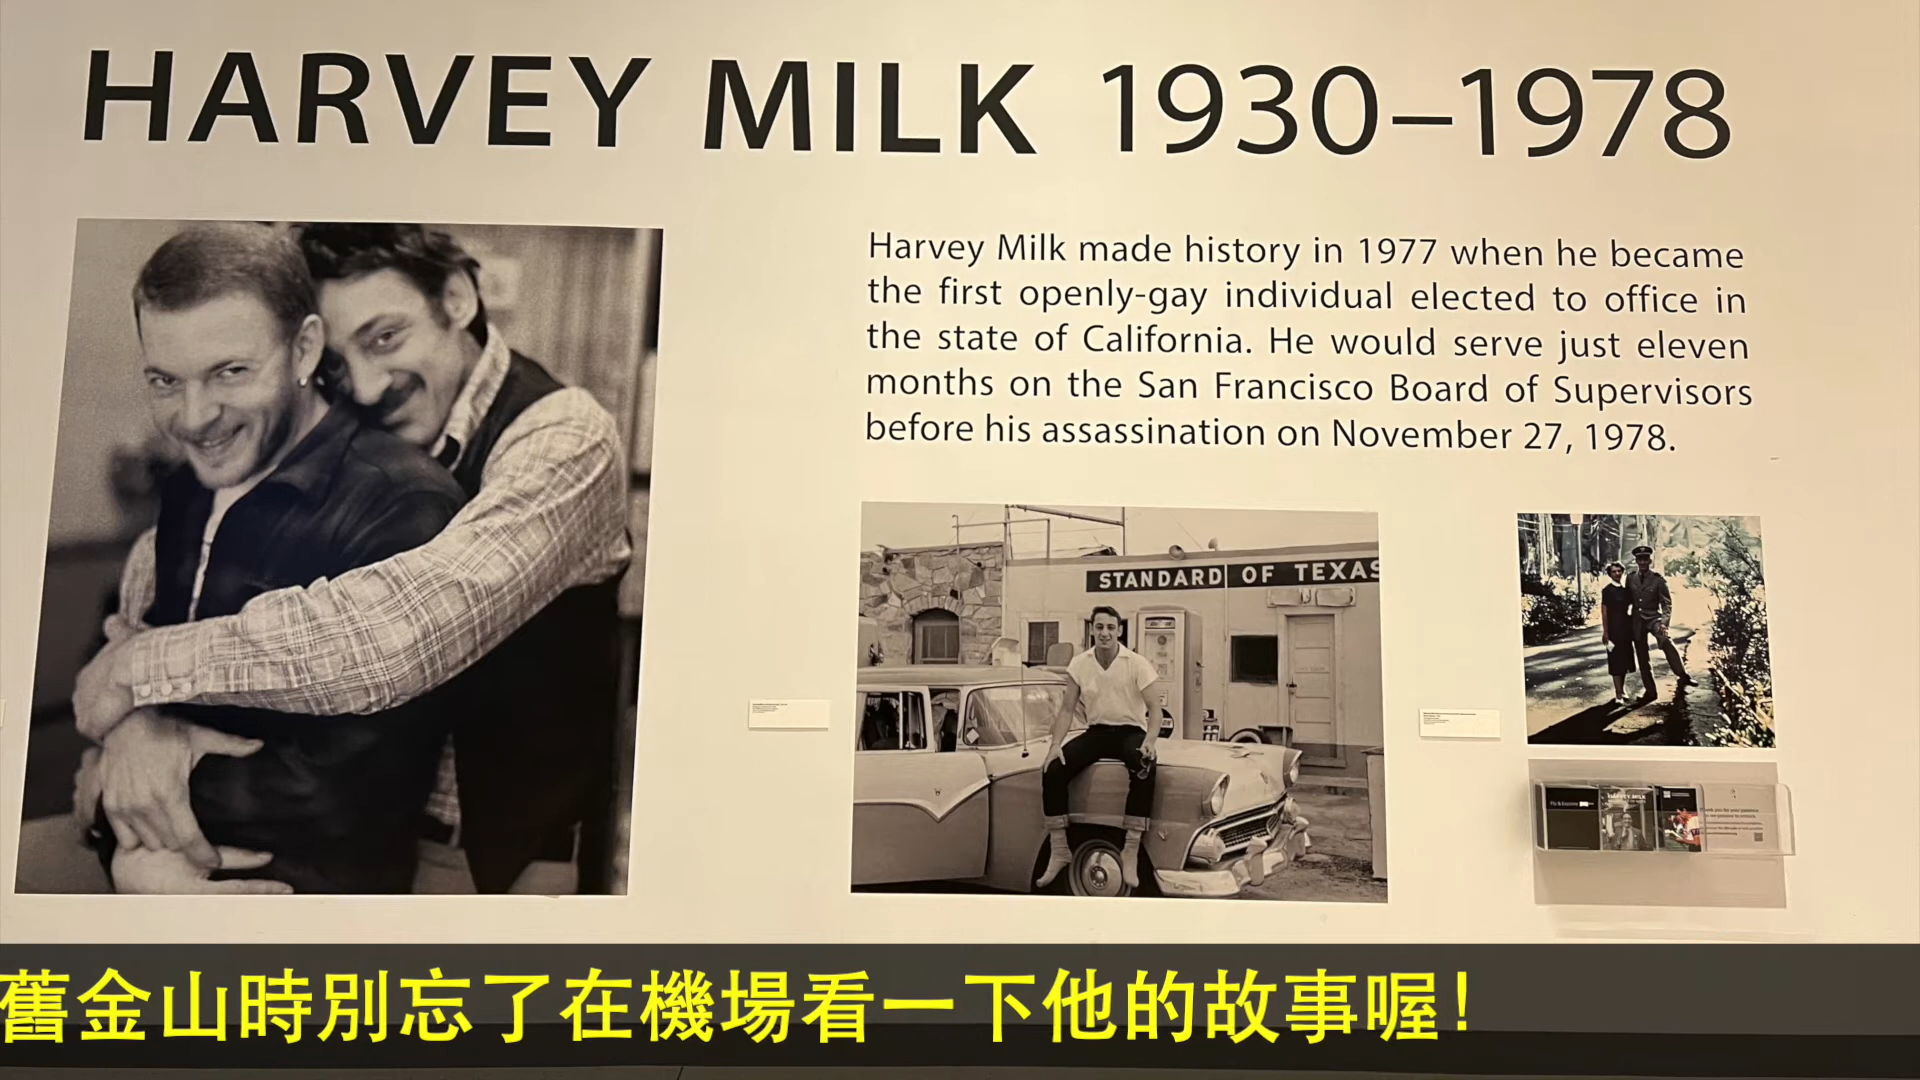 HARVEY MILK 1930–1978
Harvey Milk made history in 1977 when he became
the first openly-gay individual elected to office in
the state of California. He would serve just eleven
months on the San Francisco Board of Supervisors
before his assassination on November 27, 1978.
STANDARD OF TEXAS
HARVEY MILK
舊金山時別忘了在機場看一下他的故事喔!